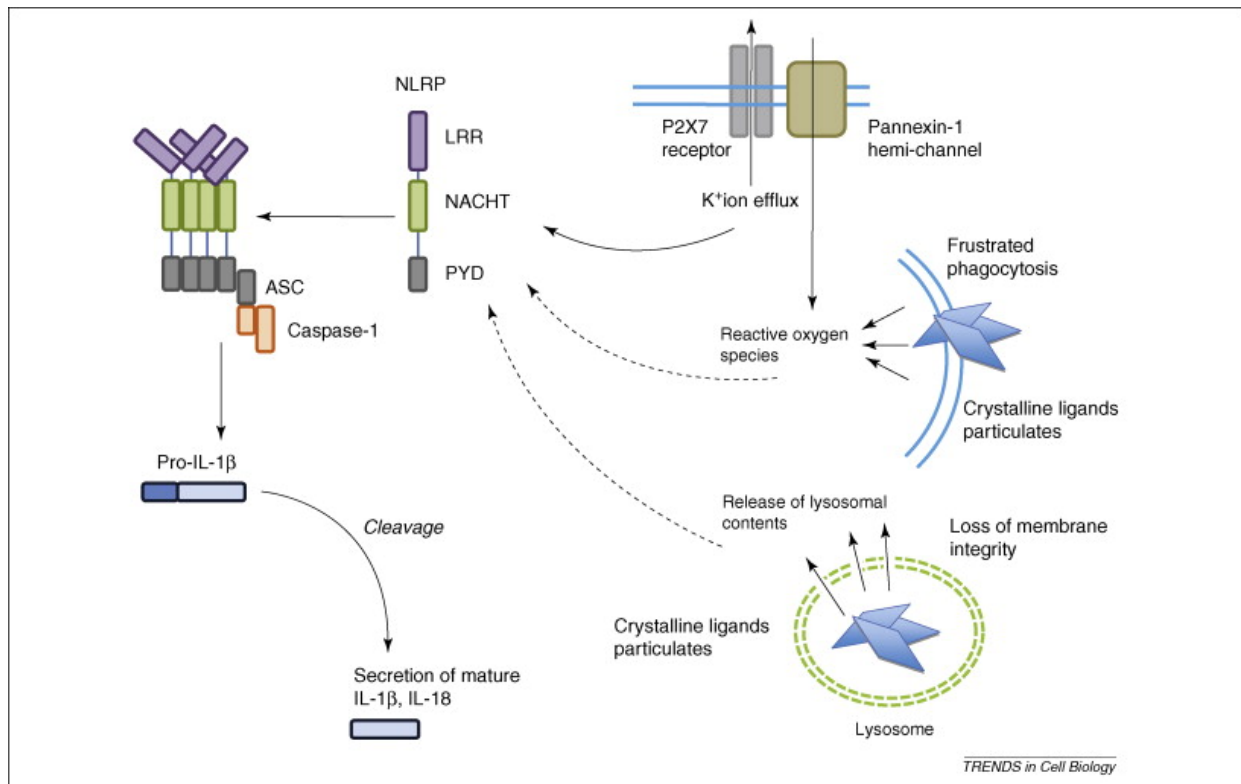 NLRP
LRR
NACHT
PYD
ASC
Caspase-1
Pro-IL-1β
Cleavage
Secretion of mature
IL-1β, IL-18
P2X7
receptor
Pannexin-1
hemi-channel
K⁺ion efflux
Frustrated
phagocytosis
Reactive oxygen
species
Crystalline ligands
particulates
Release of lysosomal
contents
Loss of membrane
integrity
Crystalline ligands
particulates
Lysosome
TRENDS in Cell Biology